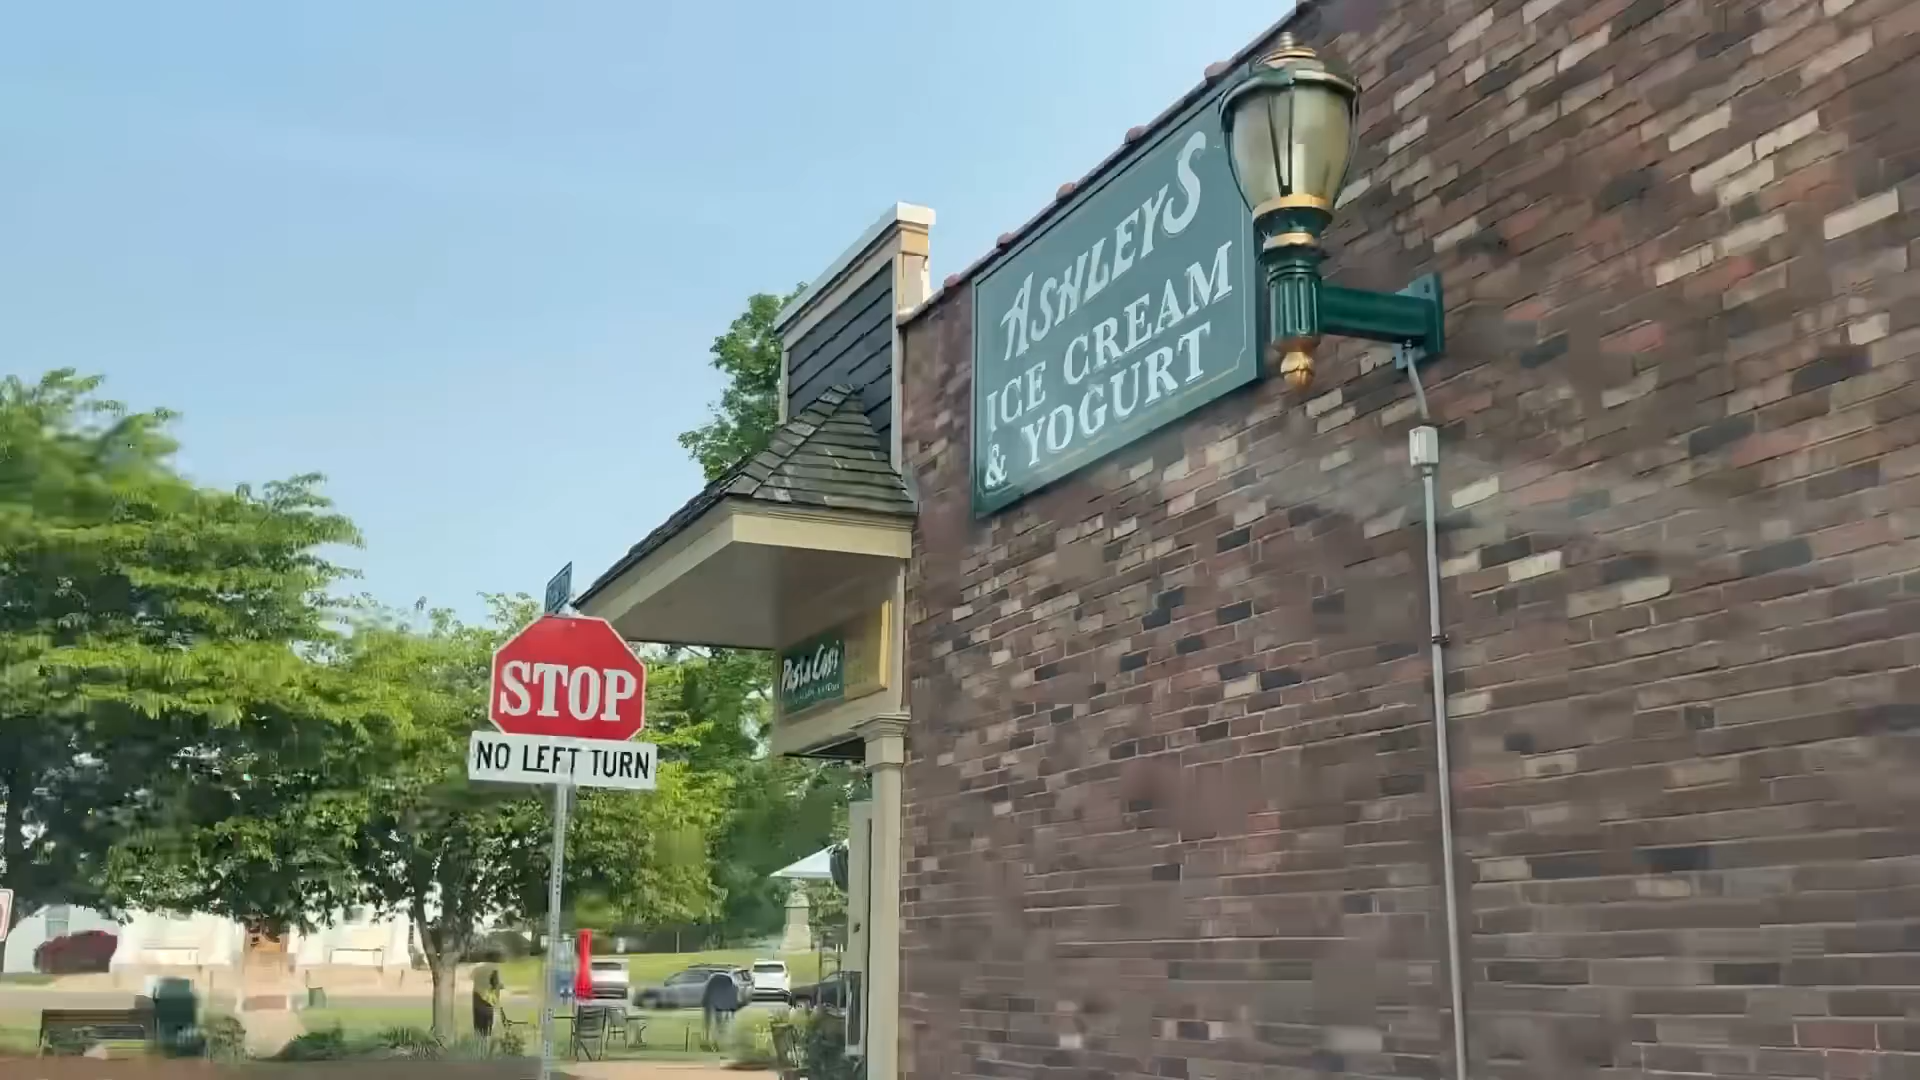 ASHLEYS
ICE CREAM
& YOGURT
STOP
NO LEFT TURN